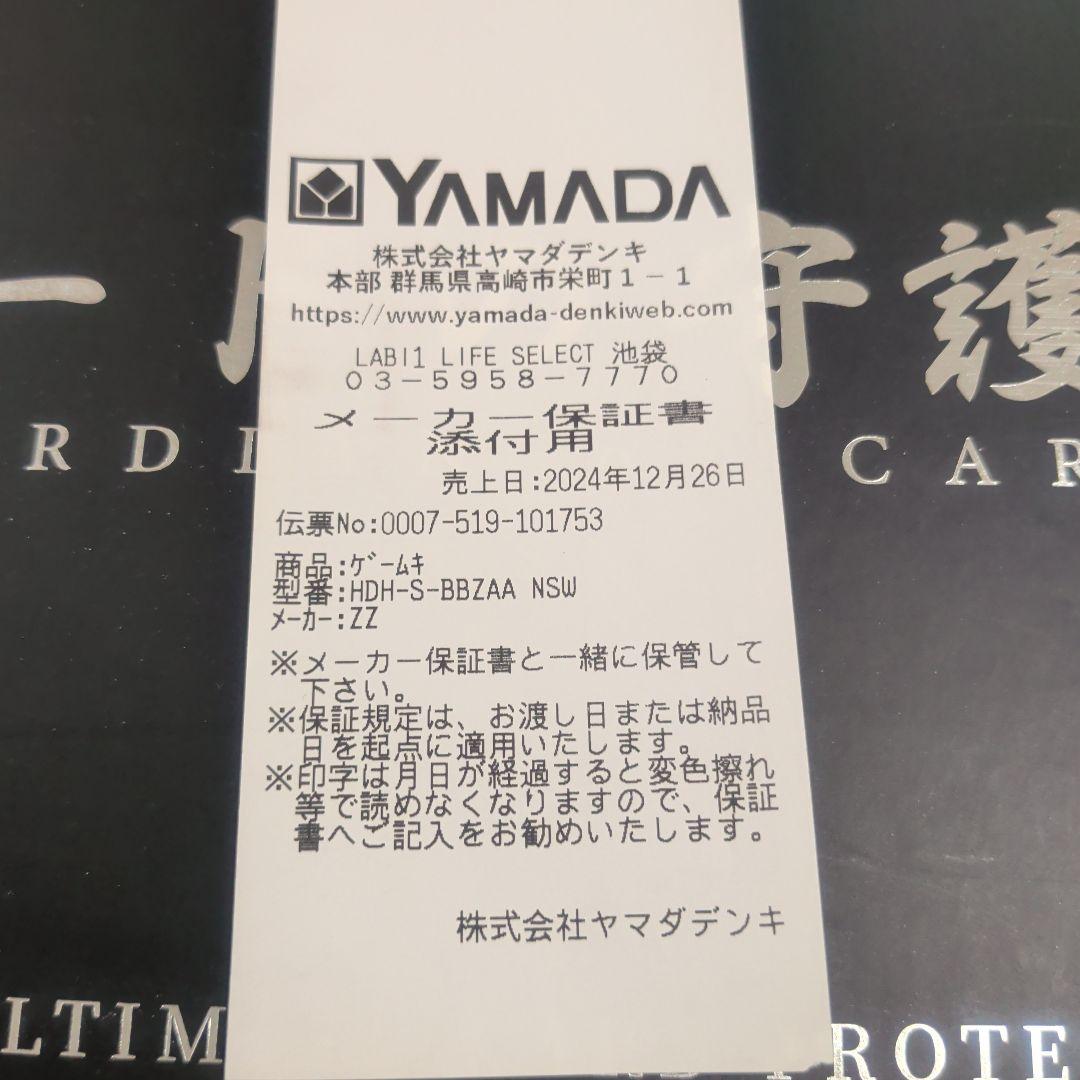 YAMADA
株式会社ヤマダデンキ
本部 群馬県高崎市栄町1-1
https://www.yamada-denkiweb.com
LABI1 LIFE SELECT 池袋
03-5958-7770
メーカー保証書
添付用
売上日:2024年12月26日
伝票No:0007-519-101753
商品:ｹﾞｰﾑｷ
型番:HDH-S-BBZAA NSW
ﾒｰｶｰ:ZZ
※メーカー保証書と一緒に保管して
下さい。
※保証規定は、お渡し日または納品
日を起点に適用いたします。
※印字は月日が経過すると変色擦れ
等で読めなくなりますので、保証
書へご記入をお勧めいたします。
株式会社ヤマダデンキ
一 守護
RDI CAR
LTIM ROTE